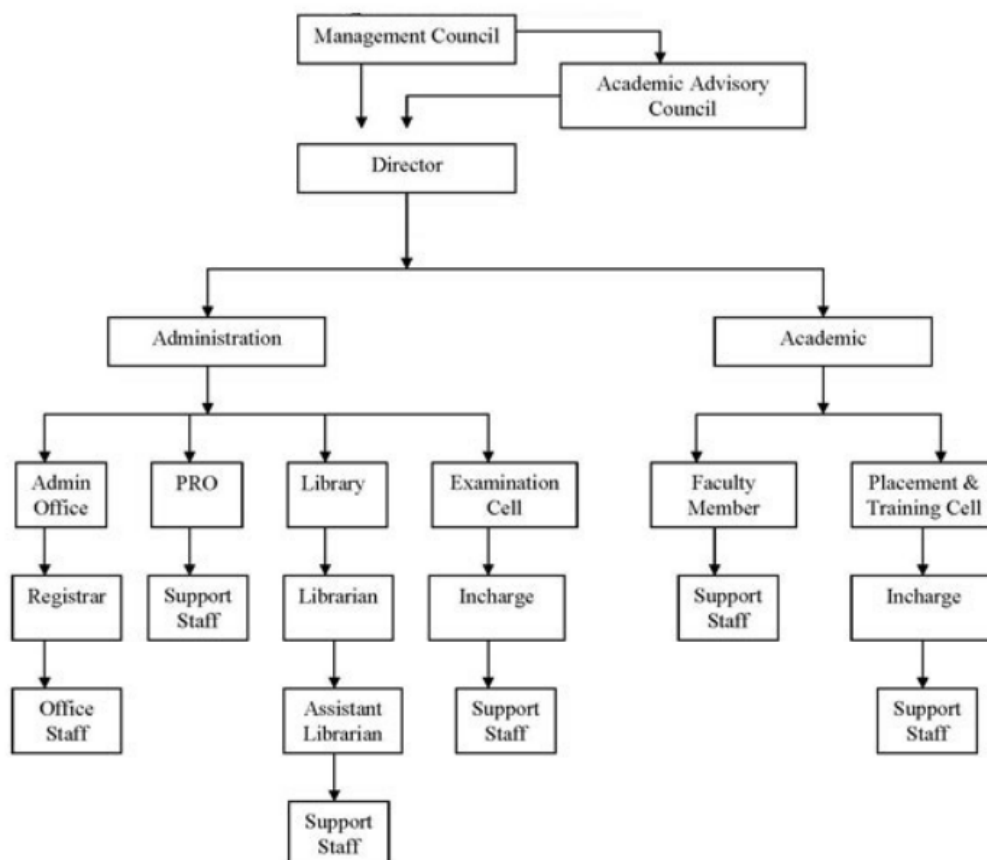 Management Council
Academic Advisory
Council
Director
Administration
Academic
Admin
Office
PRO
Library
Examination
Cell
Faculty
Member
Placement &
Training Cell
Registrar
Support
Staff
Librarian
Incharge
Support
Staff
Incharge
Office
Staff
Assistant
Librarian
Support
Staff
Support
Staff
Support
Staff